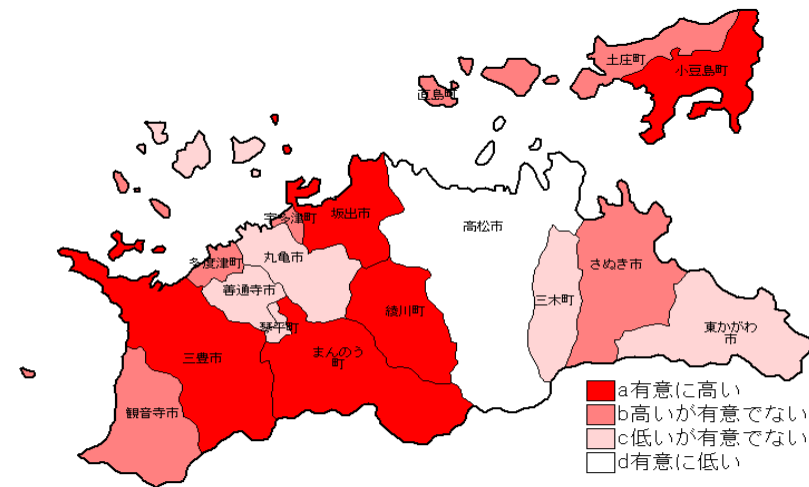 土庄町
小豆島町
直島町
宇多津町
坂出市
高松市
丸亀市
多度津町
さぬき市
善通寺市
三木町
綾川町
琴平町
東かがわ
市
まんのう
町
三豊市
観音寺市
a有意に高い
b高いが有意でない
c低いが有意でない
d有意に低い